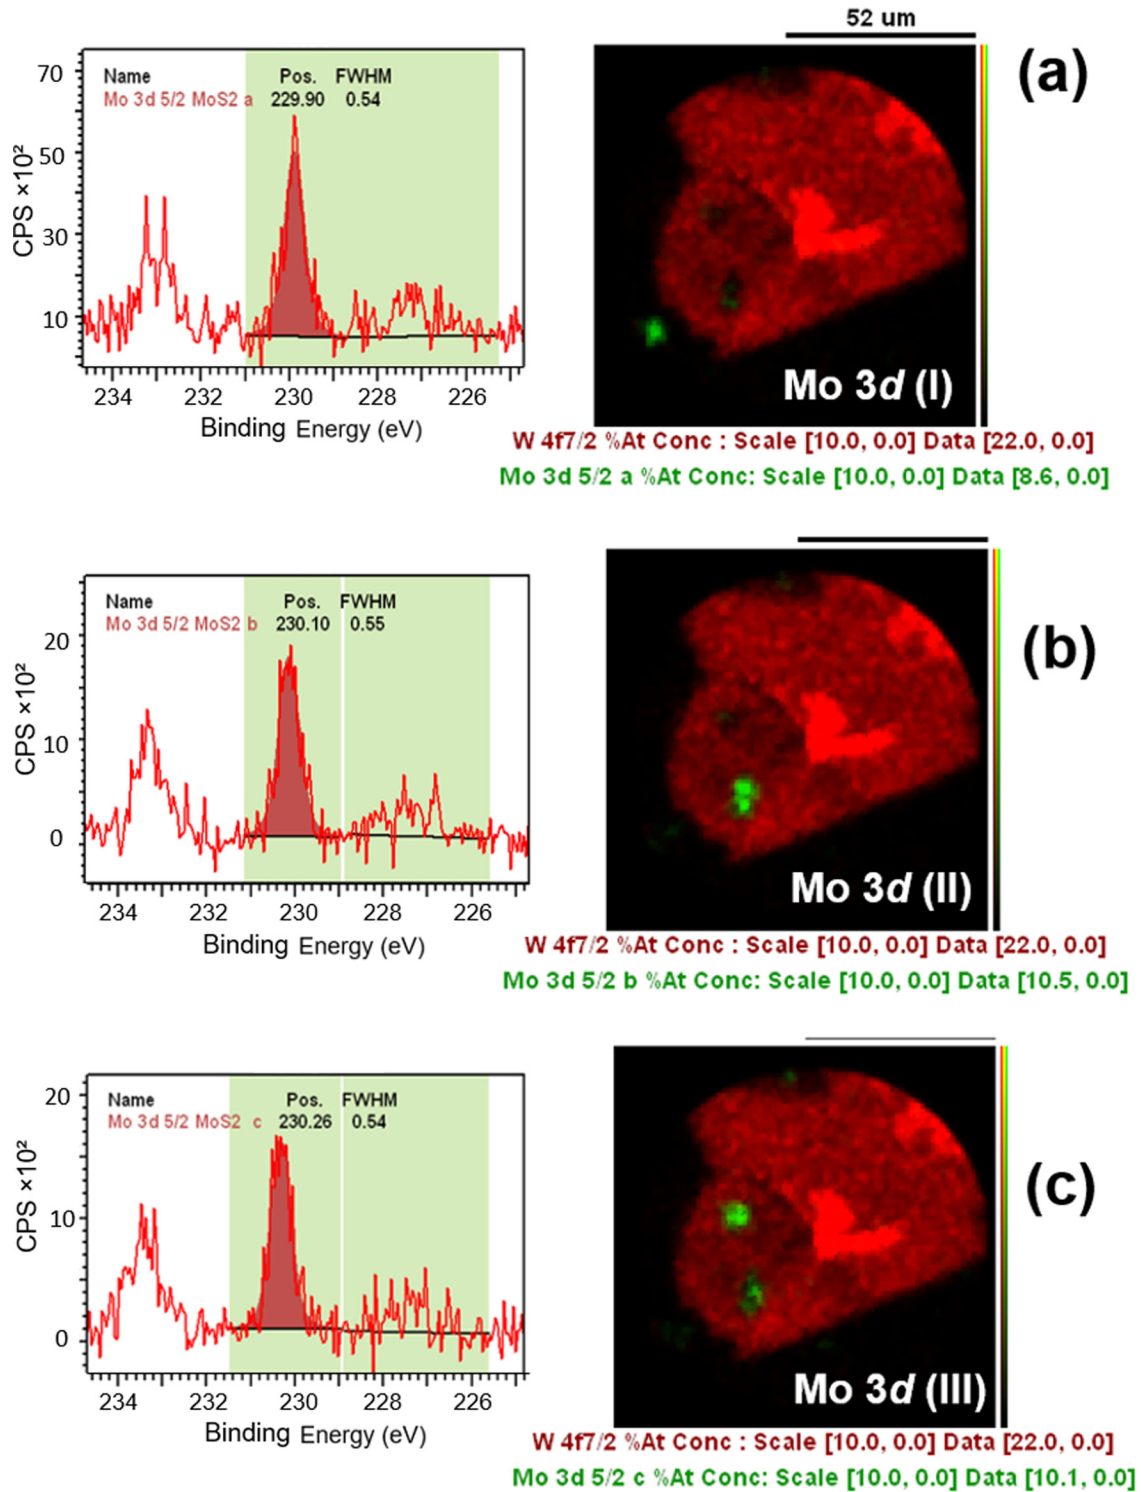 52 um
(a)
Name Pos. FWHM
Mo 3d 5/2 MoS2 a 229.90 0.54
CPS ×10²
70
50
30
10
234 232 230 228 226
Binding Energy (eV)
Mo 3d (I)
W 4f7/2 %At Conc : Scale [10.0, 0.0] Data [22.0, 0.0]
Mo 3d 5/2 a %At Conc: Scale [10.0, 0.0] Data [8.6, 0.0]
(b)
Name Pos. FWHM
Mo 3d 5/2 MoS2 b 230.10 0.55
CPS ×10²
20
10
0
234 232 230 228 226
Binding Energy (eV)
Mo 3d (II)
W 4f7/2 %At Conc : Scale [10.0, 0.0] Data [22.0, 0.0]
Mo 3d 5/2 b %At Conc: Scale [10.0, 0.0] Data [10.5, 0.0]
(c)
Name Pos. FWHM
Mo 3d 5/2 MoS2 c 230.26 0.54
CPS ×10²
20
10
0
234 232 230 228 226
Binding Energy (eV)
Mo 3d (III)
W 4f7/2 %At Conc : Scale [10.0, 0.0] Data [22.0, 0.0]
Mo 3d 5/2 c %At Conc: Scale [10.0, 0.0] Data [10.1, 0.0]